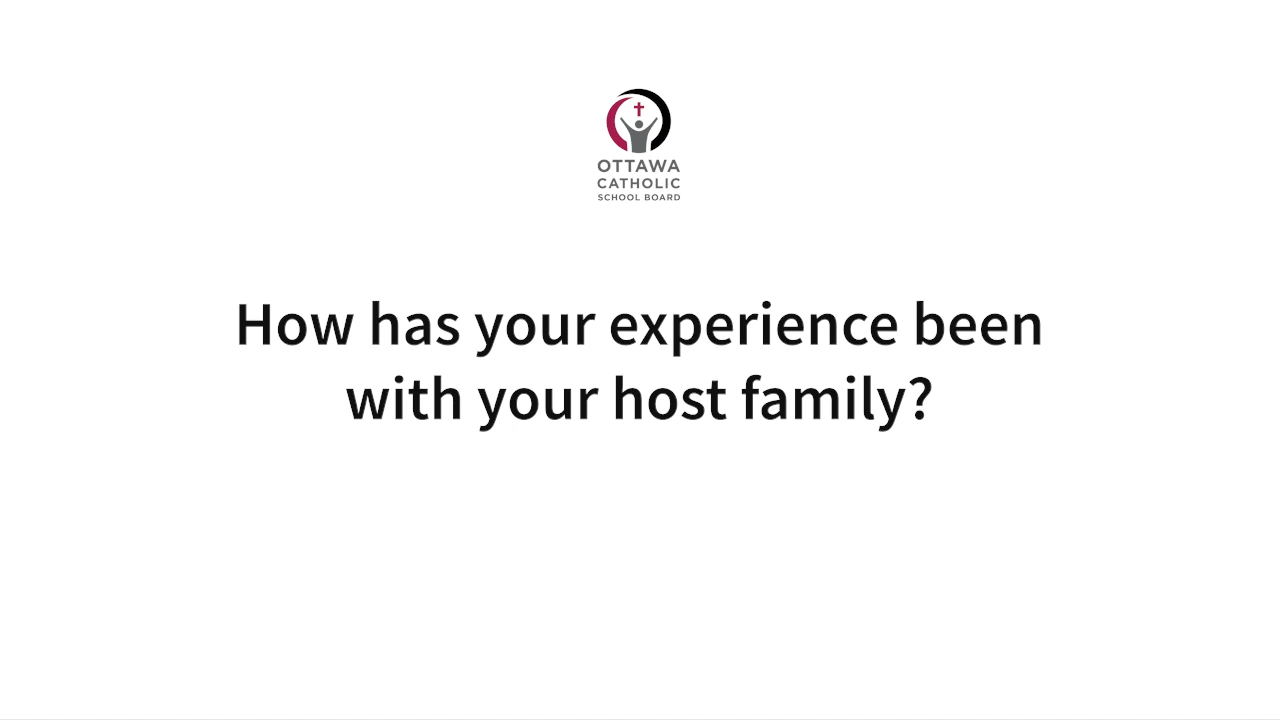 OTTAWA
CATHOLIC
SCHOOL BOARD
How has your experience been
with your host family?